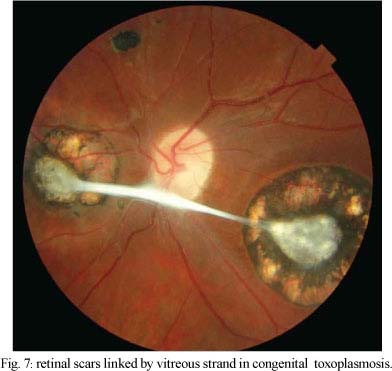 Fig. 7: retinal scars linked by vitreous strand in congenital toxoplasmosis.